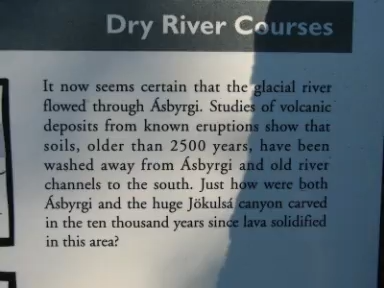 Dry River Courses
It now seems certain that the glacial river
flowed through Ásbyrgi. Studies of volcanic
deposits from known eruptions show that
soils, older than 2500 years, have been
washed away from Ásbyrgi and old river
channels to the south. Just how were both
Ásbyrgi and the huge Jökulsá canyon carved
in the ten thousand years since lava solidified
in this area?